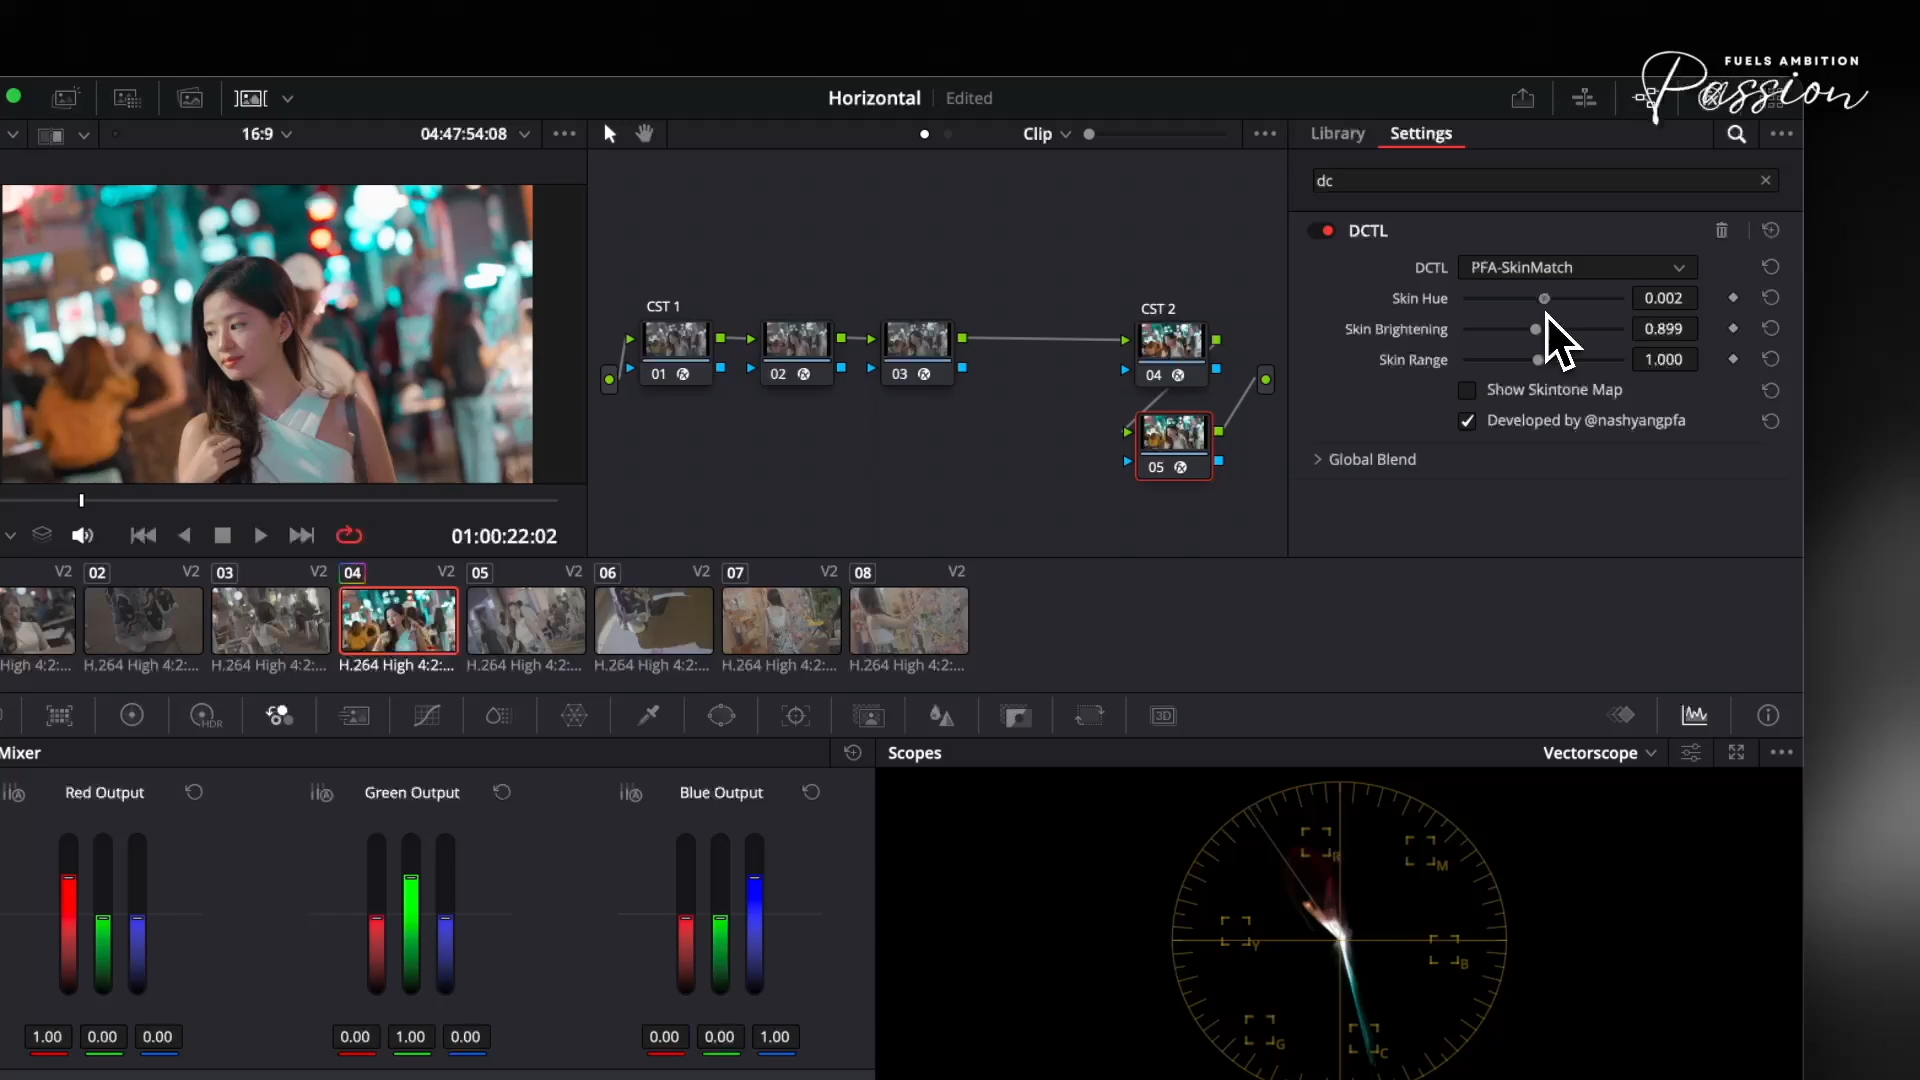 FUELS AMBITION
Passion
Horizontal
Edited
16:9
04:47:54:08
Clip
Library
Settings
dc
DCTL
DCTL
PFA-SkinMatch
Skin Hue
0.002
Skin Brightening
0.899
Skin Range
1.000
Show Skintone Map
Developed by @nashyangpfa
Global Blend
CST 1
01
02
03
CST 2
04
05
01:00:22:02
V2
02
V2
03
V2
04
V2
05
V2
06
V2
07
V2
08
V2
High 4:2:...
H.264 High 4:2:...
H.264 High 4:2:...
H.264 High 4:2:...
H.264 High 4:2:...
H.264 High 4:2:...
H.264 High 4:2:...
H.264 High 4:2:...
HDR
3D
Mixer
Scopes
Vectorscope
Red Output
Green Output
Blue Output
1.00
0.00
0.00
0.00
1.00
0.00
0.00
0.00
1.00
R
M
Y
B
G
C